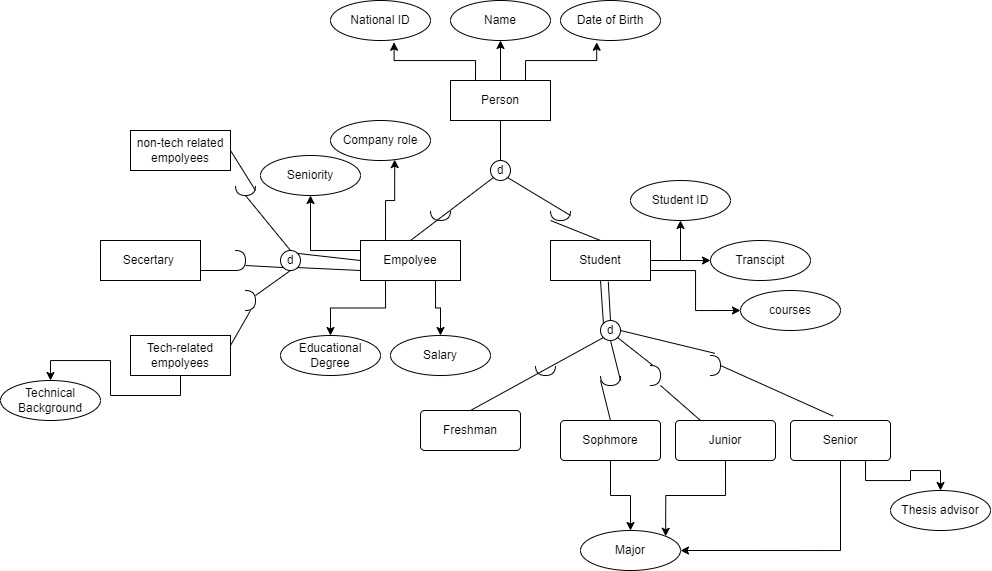 National ID
Name
Date of Birth
Person
non-tech related
empolyees
Company role
Seniority
d
Student ID
Secertary
d
Empolyee
Student
Transcipt
courses
d
Tech-related
empolyees
Educational
Degree
Salary
Technical
Background
Freshman
Sophmore
Junior
Senior
Thesis advisor
Major